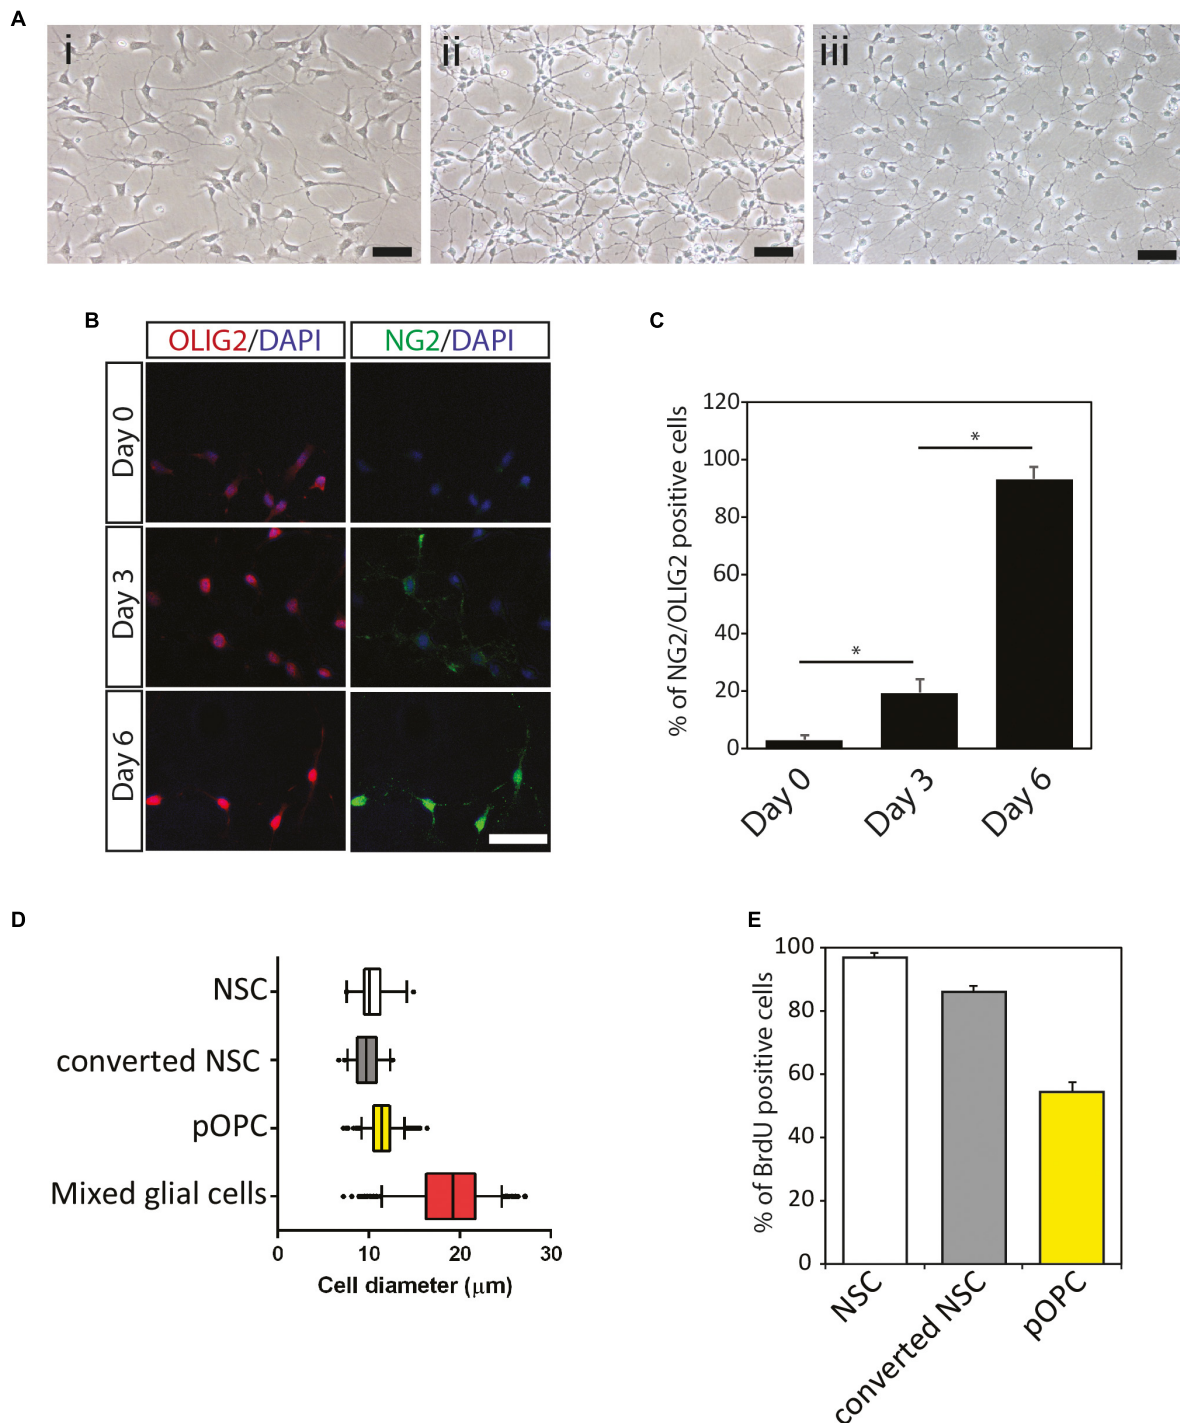 A
i
ii
iii
B
OLIG2/DAPI
NG2/DAPI
Day 0
Day 3
Day 6
C
% of NG2/OLIG2 positive cells
120
100
80
60
40
20
0
*
*
Day 0
Day 3
Day 6
D
NSC
converted NSC
pOPC
Mixed glial cells
0
10
20
30
Cell diameter (μm)
E
% of BrdU positive cells
100
80
60
40
20
0
NSC
converted NSC
pOPC